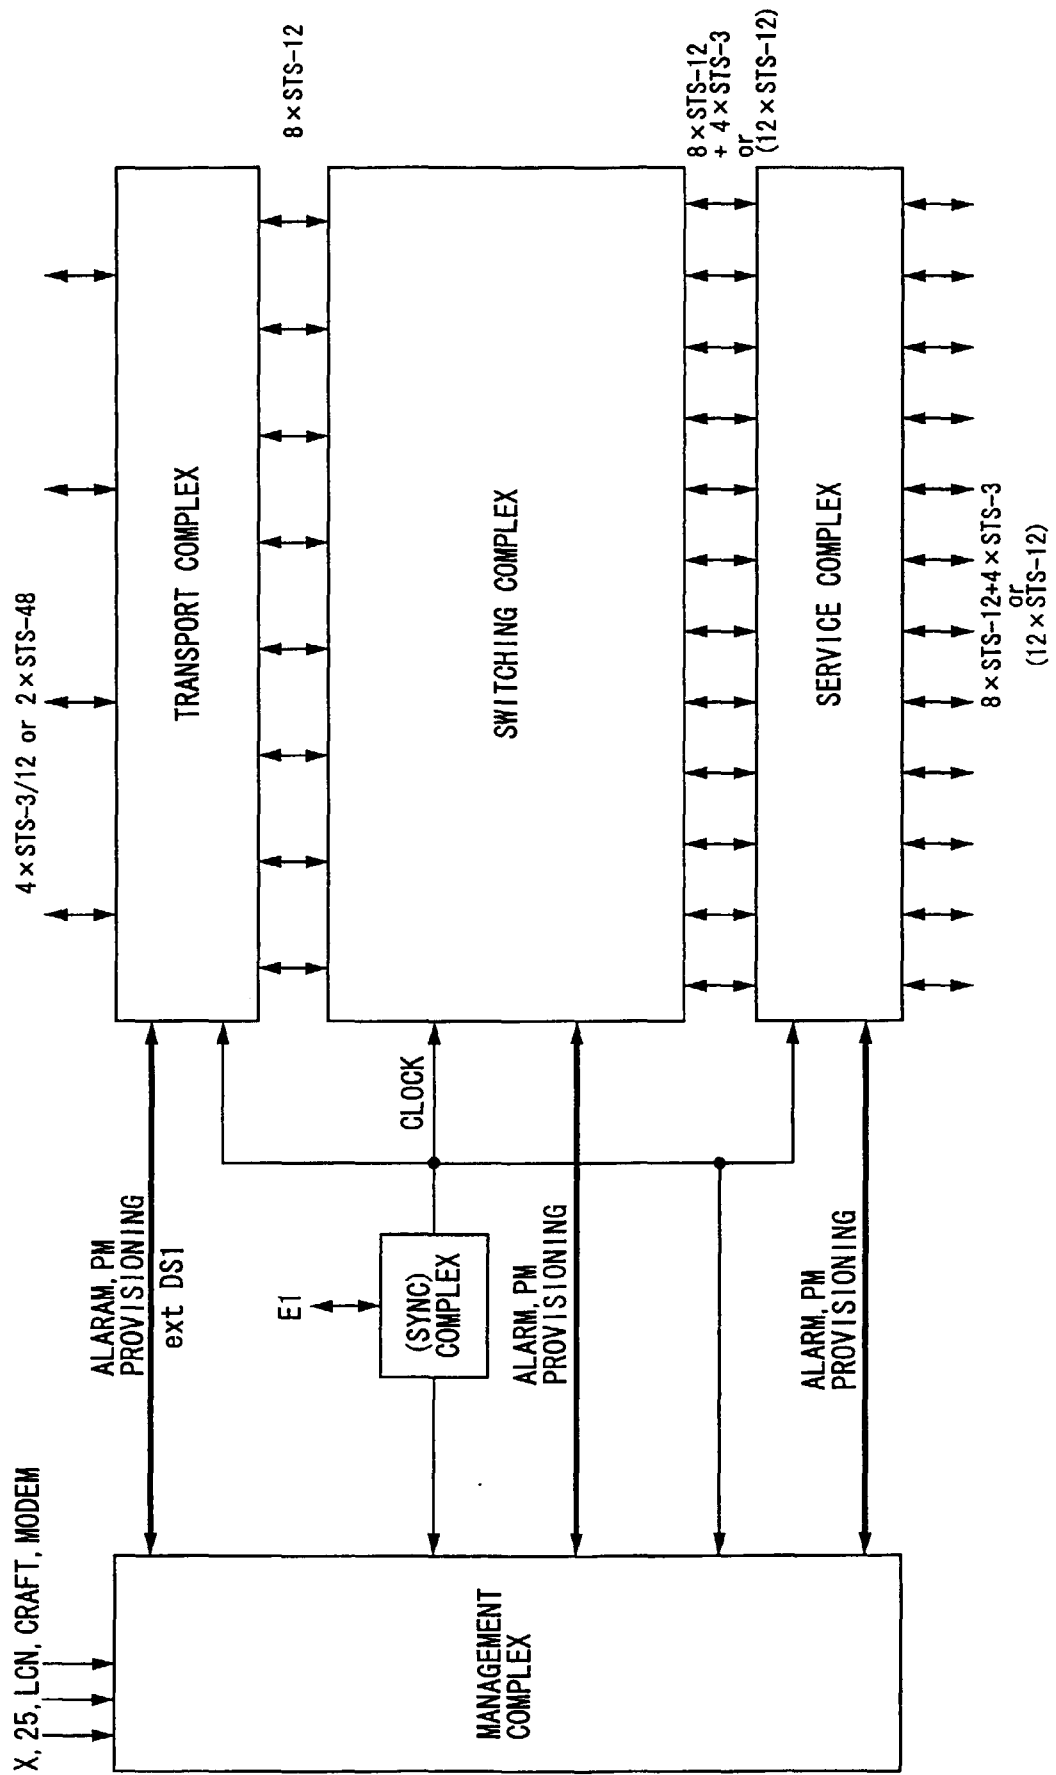 X, 25, LCN, CRAFT, MODEM
4×STS-3/12 or 2×STS-48
ALARAM, PM
PROVISIONING
ext DS1
TRANSPORT COMPLEX
8×STS-12
E1
(SYNC)
COMPLEX
CLOCK
MANAGEMENT
COMPLEX
ALARM, PM
PROVISIONING
SWITCHING COMPLEX
8×STS-12
+ 4×STS-3
or
(12×STS-12)
ALARM, PM
PROVISIONING
SERVICE COMPLEX
8×STS-12+4×STS-3
or
(12×STS-12)